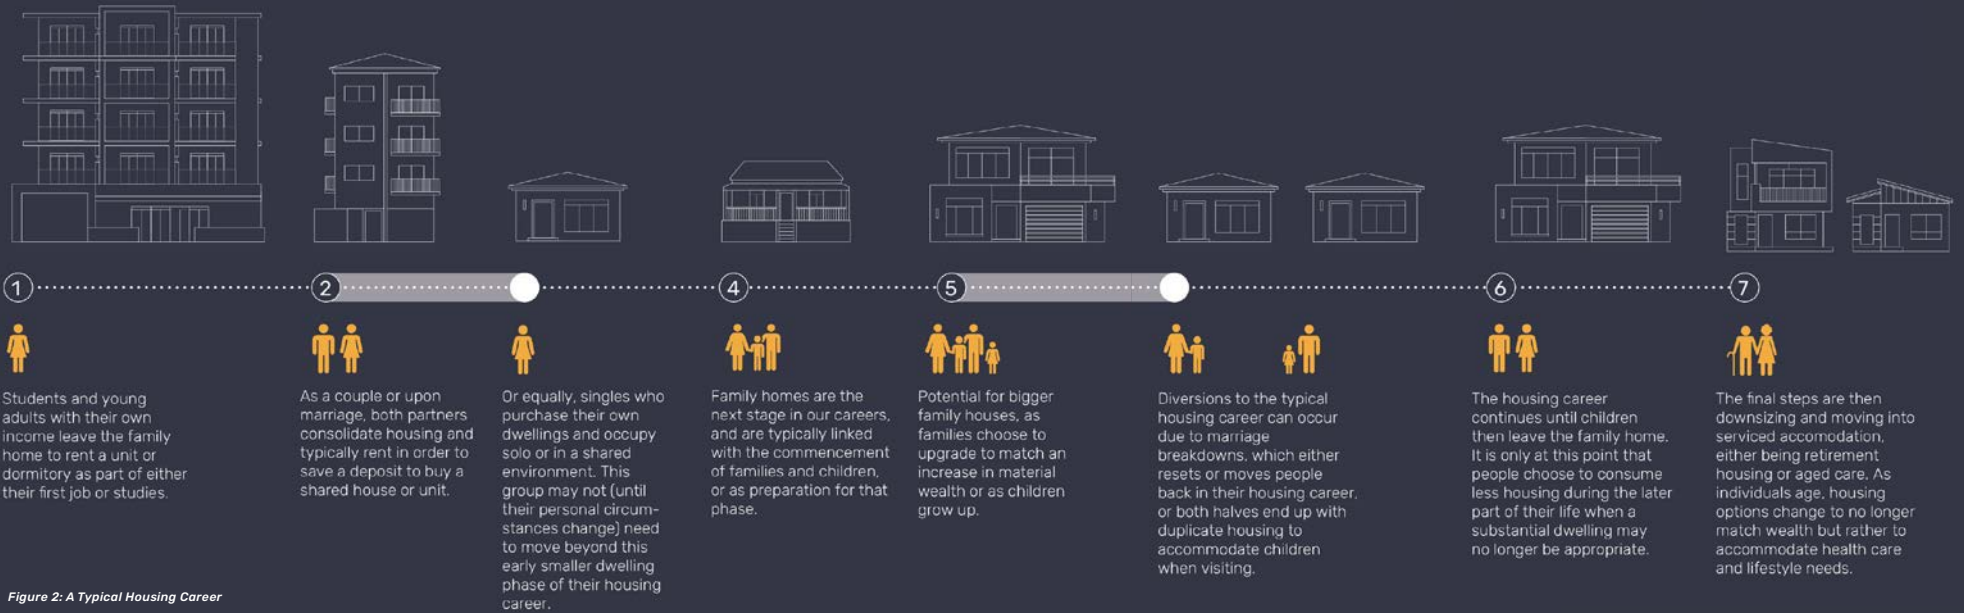 1
2
4
5
6
7
Students and young
adults with their own
income leave the family
home to rent a unit or
dormitory as part of either
their first job or studies.
As a couple or upon
marriage, both partners
consolidate housing and
typically rent in order to
save a deposit to buy a
shared house or unit.
Or equally, singles who
purchase their own
dwellings and occupy
solo or in a shared
environment. This
group may not (until
their personal circum-
stances change) need
to move beyond this
early smaller dwelling
phase of their housing
career.
Family homes are the
next stage in our careers,
and are typically linked
with the commencement
of families and children,
or as preparation for that
phase.
Potential for bigger
family houses, as
families choose to
upgrade to match an
increase in material
wealth or as children
grow up.
Diversions to the typical
housing career can occur
due to marriage
breakdowns, which either
resets or moves people
back in their housing career,
or both halves end up with
duplicate housing to
accommodate children
when visiting.
The housing career
continues until children
then leave the family home.
It is only at this point that
people choose to consume
less housing during the later
part of their life when a
substantial dwelling may
no longer be appropriate.
The final steps are then
downsizing and moving into
serviced accomodation,
either being retirement
housing or aged care. As
individuals age, housing
options change to no longer
match wealth but rather to
accommodate health care
and lifestyle needs.
Figure 2: A Typical Housing Career